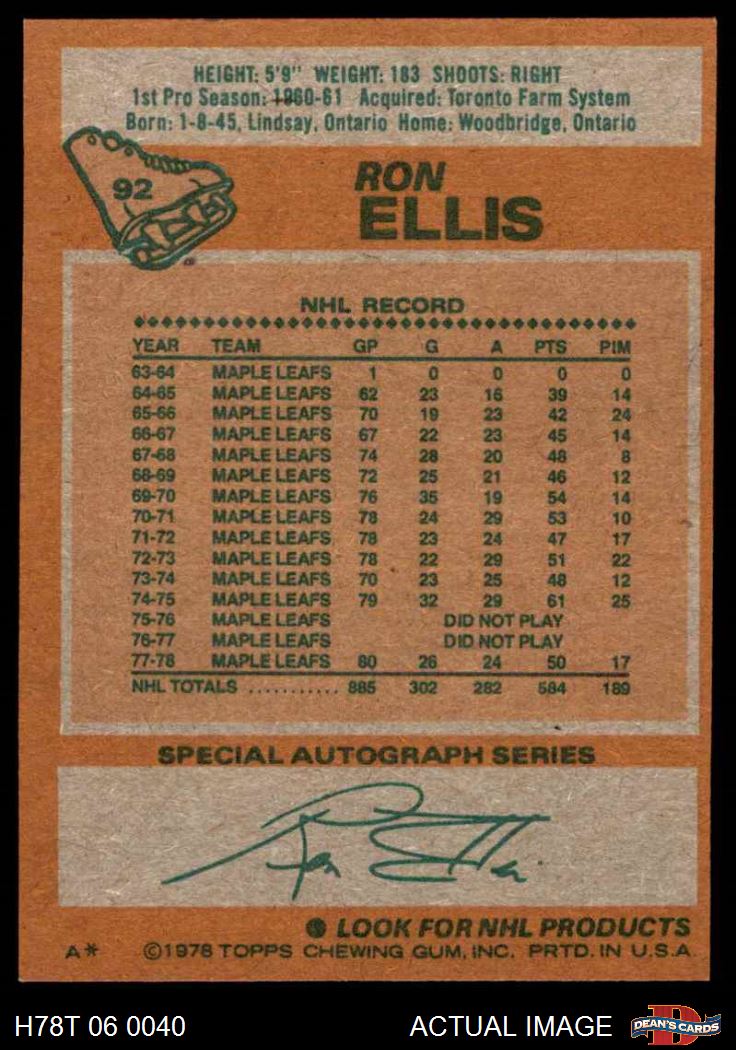 HEIGHT: 5'9" WEIGHT: 183 SHOOTS: RIGHT
1st Pro Season: 1960-61 Acquired: Toronto Farm System
Born: 1-8-45, Lindsay, Ontario Home: Woodbridge, Ontario
92
RON
ELLIS
NHL RECORD
YEAR TEAM GP G A PTS PIM
63-64 MAPLE LEAFS 1 0 0 0 0
64-65 MAPLE LEAFS 62 23 16 39 14
65-66 MAPLE LEAFS 70 19 23 42 24
66-67 MAPLE LEAFS 67 22 23 45 14
67-68 MAPLE LEAFS 74 28 20 48 8
68-69 MAPLE LEAFS 72 25 21 46 12
69-70 MAPLE LEAFS 76 35 19 54 14
70-71 MAPLE LEAFS 78 24 29 53 10
71-72 MAPLE LEAFS 78 23 24 47 17
72-73 MAPLE LEAFS 78 22 29 51 22
73-74 MAPLE LEAFS 70 23 25 48 12
74-75 MAPLE LEAFS 79 32 29 61 25
75-76 MAPLE LEAFS DID NOT PLAY
76-77 MAPLE LEAFS DID NOT PLAY
77-78 MAPLE LEAFS 80 26 24 50 17
NHL TOTALS ........... 885 302 282 584 189
SPECIAL AUTOGRAPH SERIES
Ron Ellis
LOOK FOR NHL PRODUCTS
A* ©1978 TOPPS CHEWING GUM, INC. PRTD. IN U.S.A.
H78T 06 0040 ACTUAL IMAGE DEAN'S CARDS